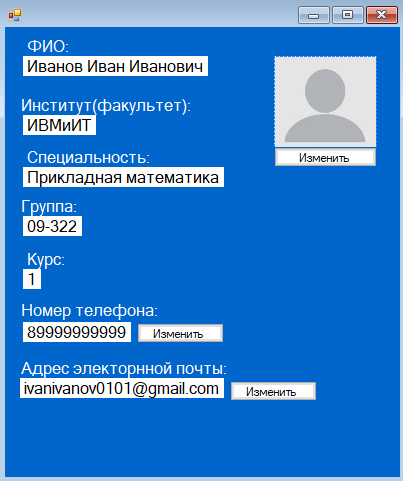 ФИО:
Иванов Иван Иванович
Изменить
Институт(факультет):
ИВМиИТ
Специальность:
Прикладная математика
Группа:
09-322
Курс:
1
Номер телефона:
89999999999 Изменить
Адрес электорнной почты:
ivanivanov0101@gmail.com Изменить